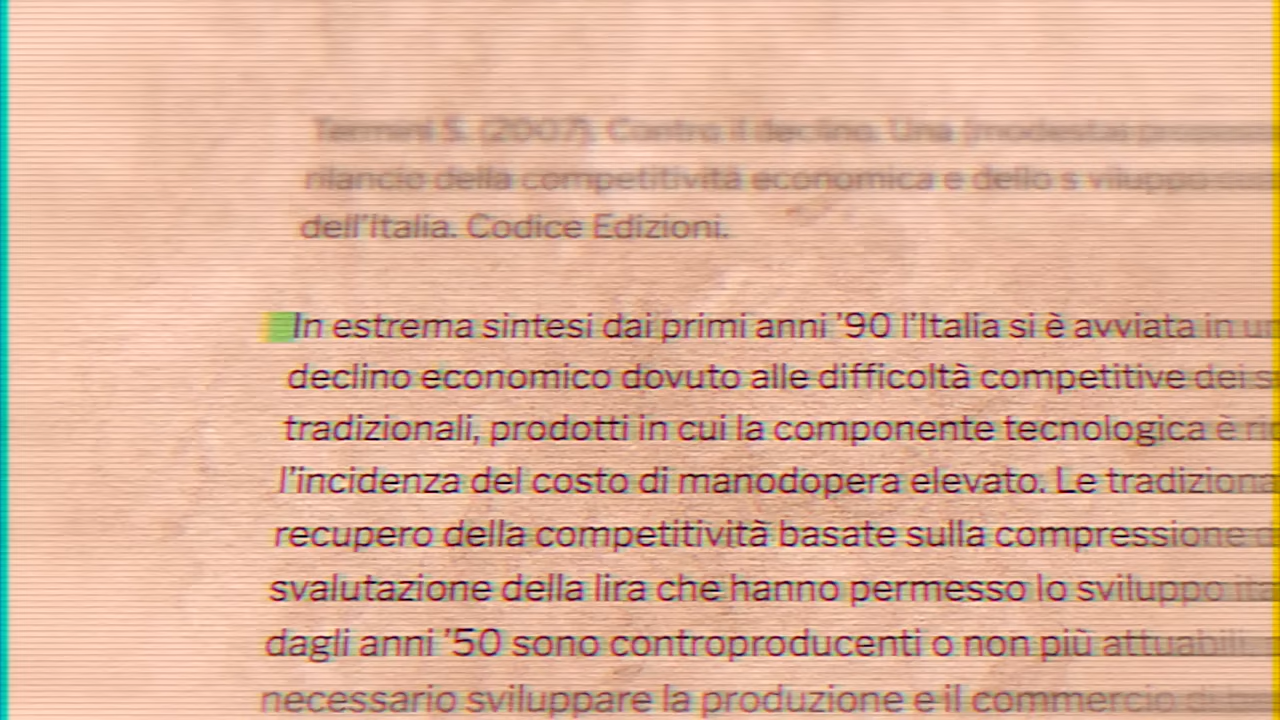 Termini S. (2007). Contro il declino. Una (modesta)
rilancio della competitività economica e dello s viluppo
dell'Italia. Codice Edizioni.
In estrema sintesi dai primi anni '90 l'Italia si è avviata in
declino economico dovuto alle difficoltà competitive dei
tradizionali, prodotti in cui la componente tecnologica è
l'incidenza del costo di manodopera elevato. Le
recupero della competitività basate sulla compressione
svalutazione della lira che hanno permesso lo sviluppo
dagli anni '50 sono controproducenti o non più attuabili,
necessario sviluppare la produzione e il commercio di